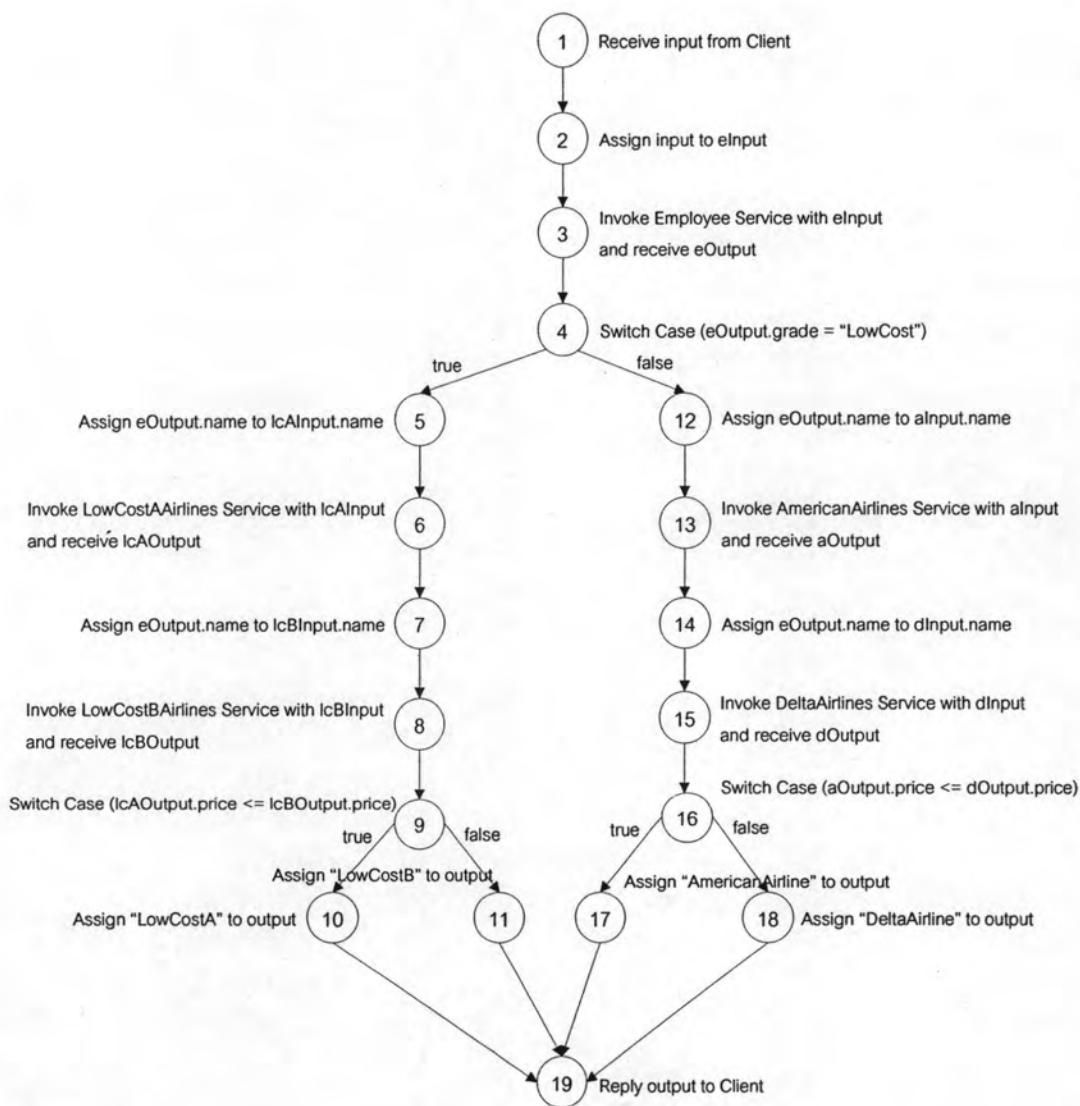 1 Receive input from Client
2 Assign input to eInput
3 Invoke Employee Service with eInput
and receive eOutput
4 Switch Case (eOutput.grade = "LowCost")
true false
Assign eOutput.name to lcAInput.name 5
12 Assign eOutput.name to aInput.name
Invoke LowCostAAirlines Service with lcAInput
and receive lcAOutput
6
13 Invoke AmericanAirlines Service with aInput
and receive aOutput
Assign eOutput.name to lcBInput.name 7
14 Assign eOutput.name to dInput.name
Invoke LowCostBAirlines Service with lcBInput
and receive lcBOutput
8
15 Invoke DeltaAirlines Service with dInput
and receive dOutput
Switch Case (lcAOutput.price <= lcBOutput.price) 9
Switch Case (aOutput.price <= dOutput.price)
16
true false
true false
Assign "LowCostB" to output
Assign "AmericanAirline" to output
Assign "LowCostA" to output 10
11
17
18 Assign "DeltaAirline" to output
19 Reply output to Client